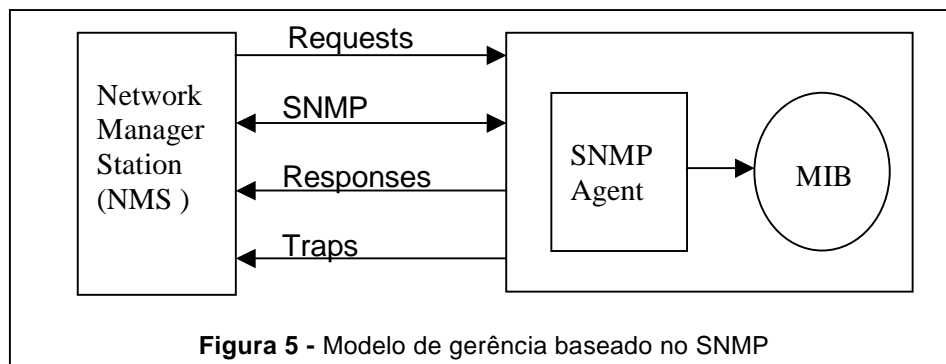 Network
Manager
Station
(NMS )
Requests
SNMP
Responses
Traps
SNMP
Agent
MIB
Figura 5 - Modelo de gerência baseado no SNMP